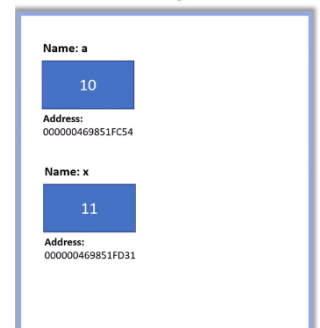 Name: a
10
Address:
000000469851FC54
Name: x
11
Address:
000000469851FD31